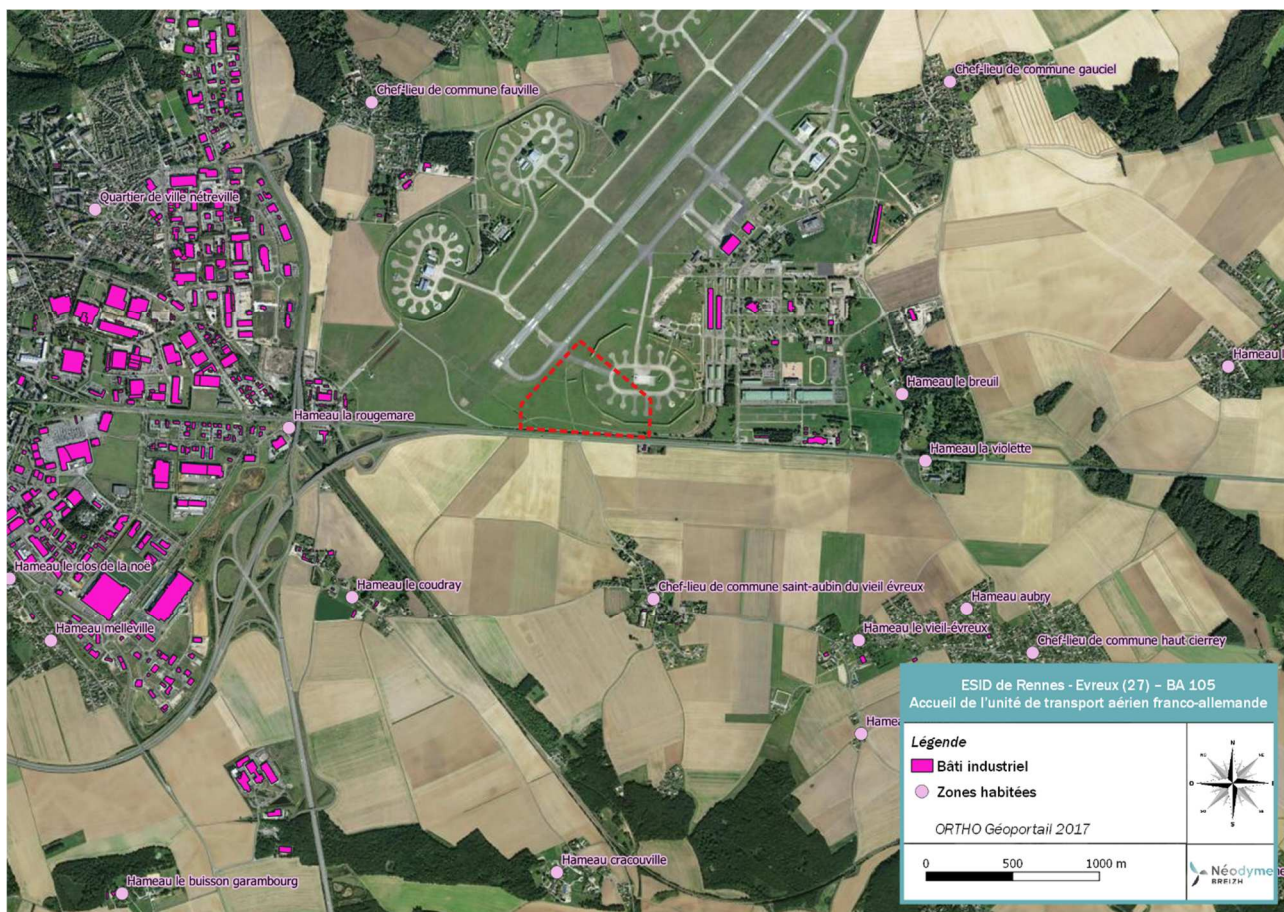 Chef-lieu de commune gauciel
Chef-lieu de commune fauville
Quartier de ville nétreville
Hameau l
Hameau le breuil
Hameau la rougemare
Hameau la violette
Hameau le clos de la noë
Hameau le coudray
Chef-lieu de commune saint-aubin du vieil évreux
Hameau aubry
Hameau melleville
Hameau le vieil-évreux
Chef-lieu de commune haut cierrey
Hamea
Hameau cracouville
Hameau le buisson garambourg
ESID de Rennes - Evreux (27) – BA 105
Accueil de l'unité de transport aérien franco-allemande
Légende
Bâti industriel
Zones habitées
ORTHO Géoportail 2017
0 500 1000 m
N
O
S
Néodyme
BREIZH